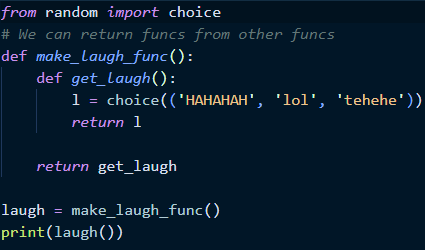 from random import choice
# We can return funcs from other funcs
def make_laugh_func():
    def get_laugh():
        l = choice(('HAHAHAH', 'lol', 'tehehe'))
        return l

    return get_laugh

laugh = make_laugh_func()
print(laugh())